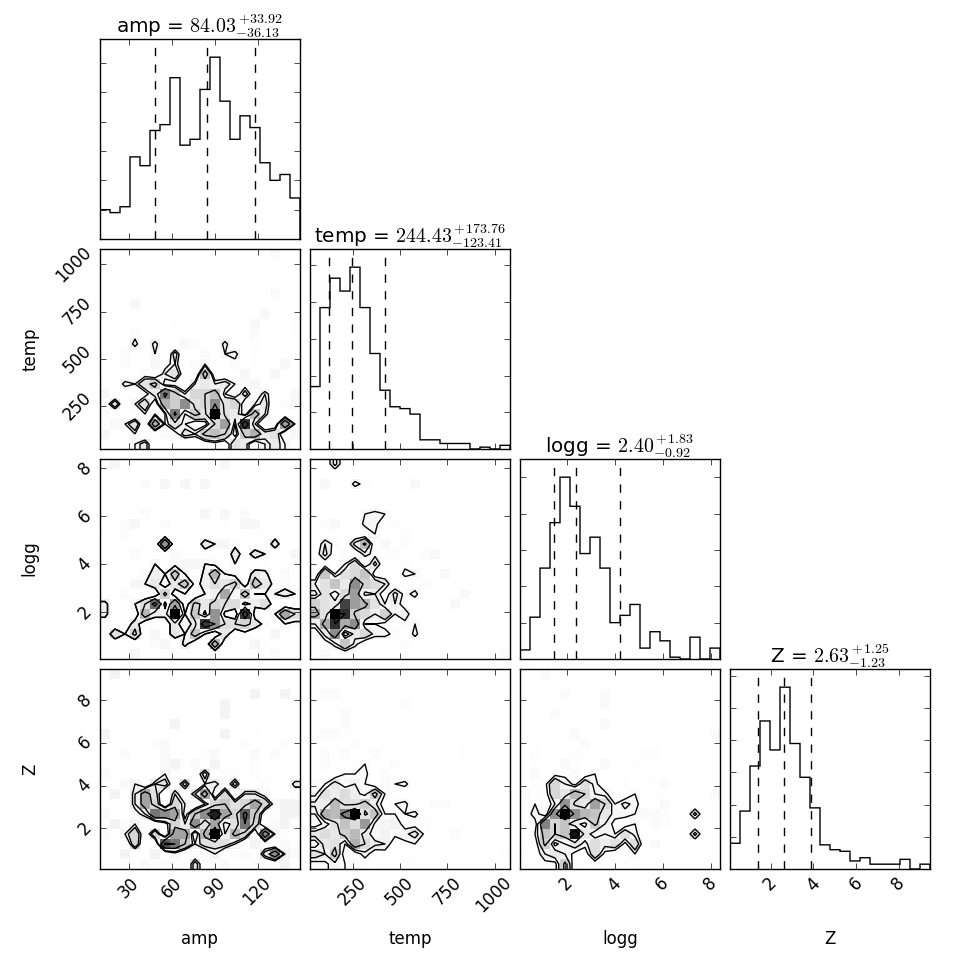 amp = 84.03 +33.92 −36.13
temp = 244.43 +173.76 −123.41
1000
750
500
250
temp
logg = 2.40 +1.83 −0.92
8
6
4
2
logg
Z = 2.63 +1.25 −1.23
8
6
4
2
Z
30 60 90 120 250 500 750 1000 2 4 6 8 2 4 6 8
amp temp logg Z